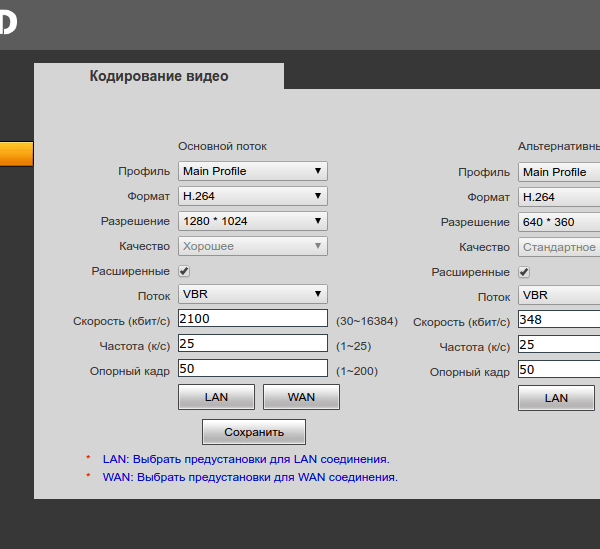 D
Кодирование видео
Основной поток
Профиль Main Profile
Формат H.264
Разрешение 1280 * 1024
Качество Хорошее
Расширенные
Поток VBR
Скорость (кбит/с) 2100 (30~16384)
Частота (к/с) 25 (1~25)
Опорный кадр 50 (1~200)
LAN WAN
Альтернативны
Профиль Main Profile
Формат H.264
Разрешение 640 * 360
Качество Стандартное
Расширенные
Поток VBR
Скорость (кбит/с) 348
Частота (к/с) 25
Опорный кадр 50
LAN
Сохранить
* LAN: Выбрать предустановки для LAN соединения.
* WAN: Выбрать предустановки для WAN соединения.